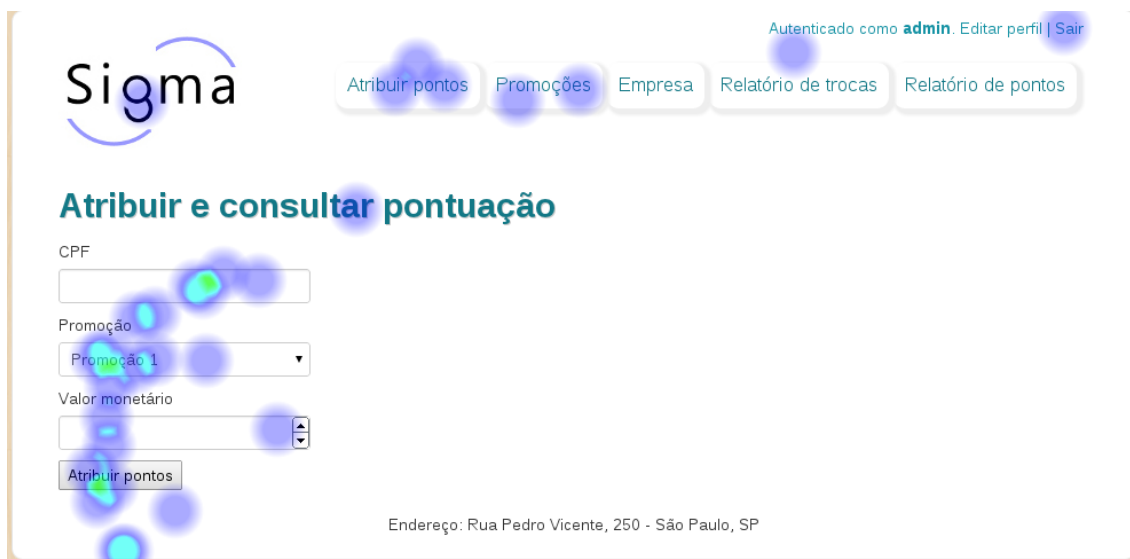 Autenticado como admin. Editar perfil | Sair
Sigma
Atribuir pontos Promoções Empresa Relatório de trocas Relatório de pontos
Atribuir e consultar pontuação
CPF
Promoção
Promoção 1
Valor monetário
Atribuir pontos
Endereço: Rua Pedro Vicente, 250 - São Paulo, SP